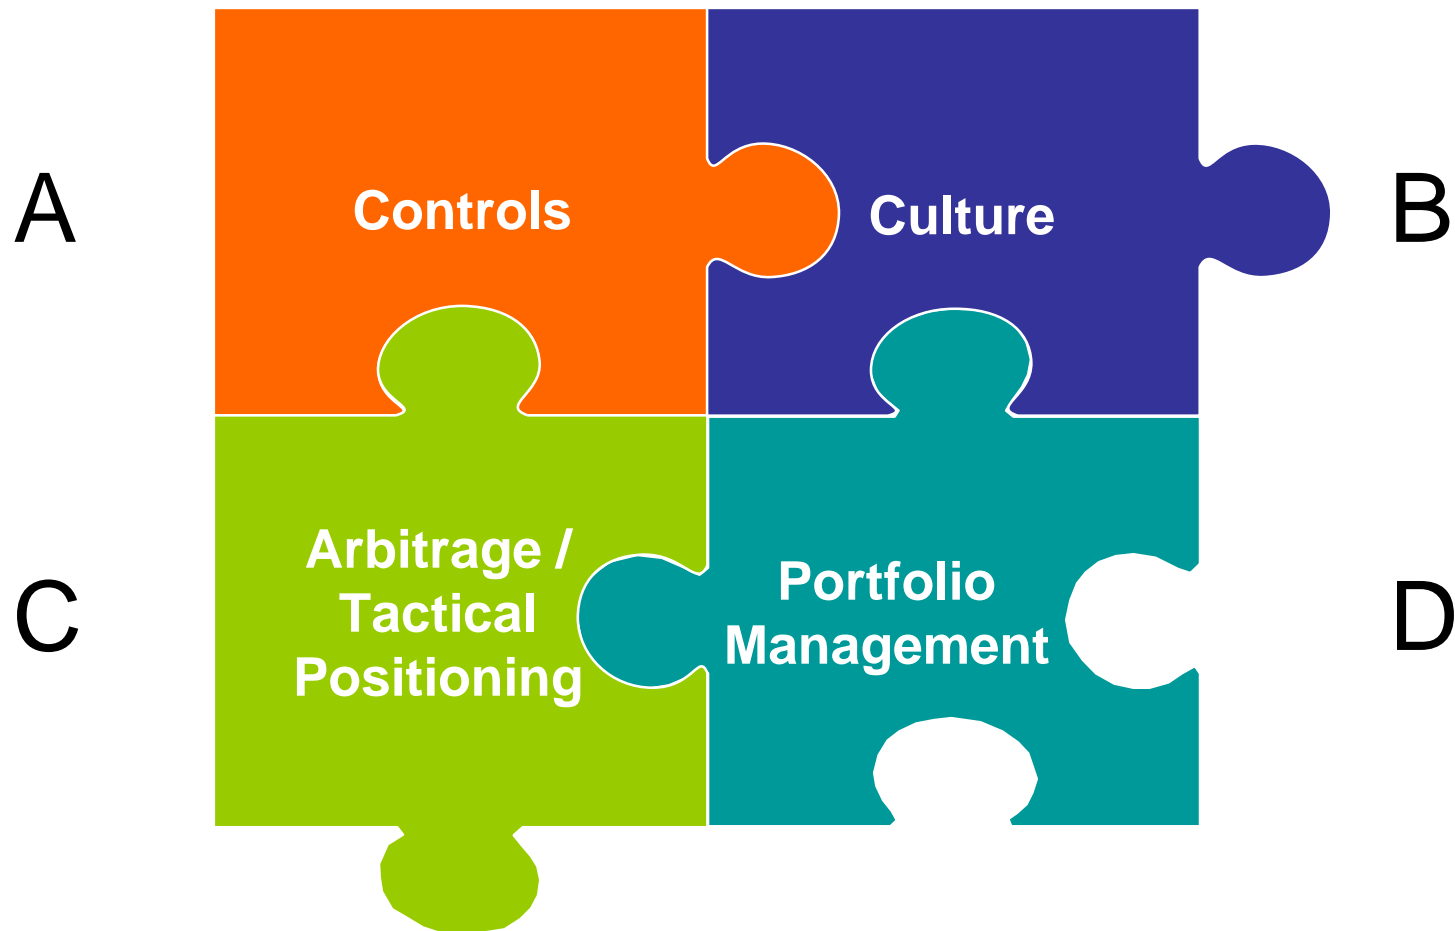 A
Controls
Culture
B
C
Arbitrage /
Tactical
Positioning
Portfolio
Management
D